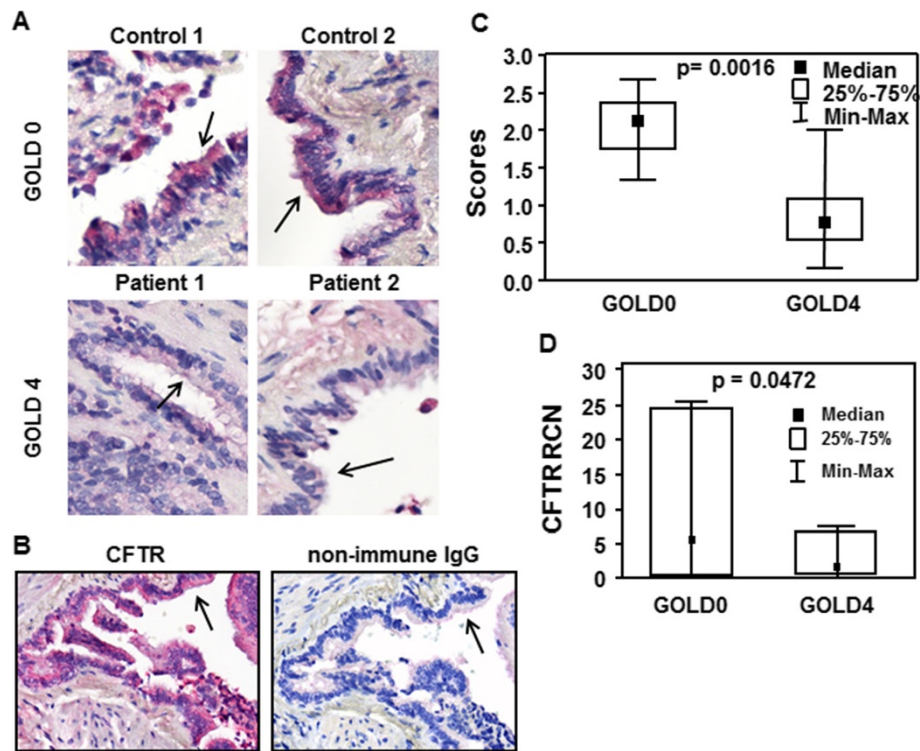 A
Control 1
Control 2
GOLD 0
Patient 1
Patient 2
GOLD 4
B
CFTR
non-immune IgG
C
3.0
2.5
2.0
1.5
1.0
0.5
0.0
Scores
p= 0.0016
Median
25%-75%
Min-Max
GOLD0
GOLD4
D
30
25
20
15
10
5
0
CFTR RCN
p = 0.0472
Median
25%-75%
Min-Max
GOLD0
GOLD4